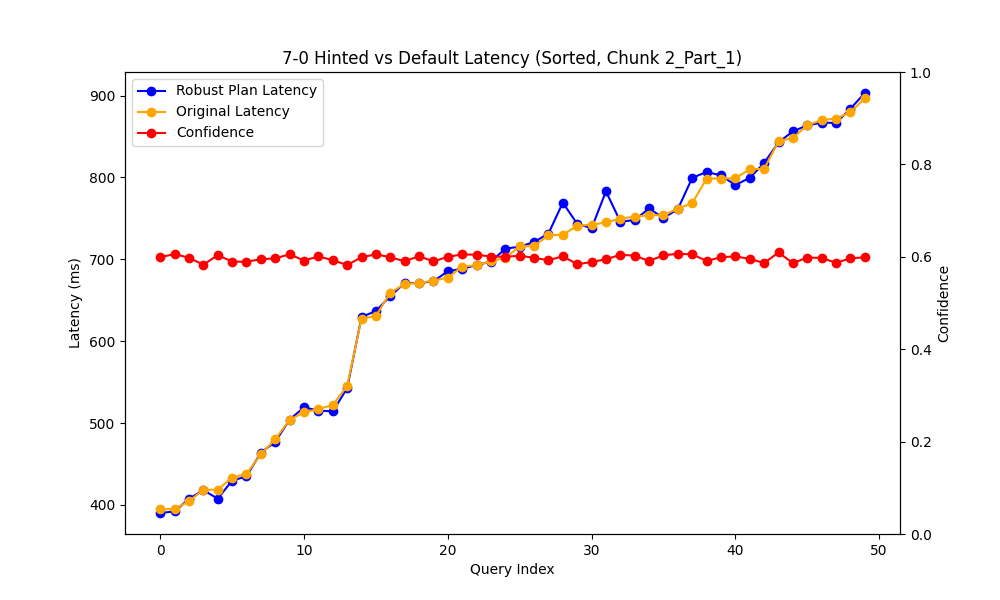 7-0 Hinted vs Default Latency (Sorted, Chunk 2_Part_1)
Robust Plan Latency
Original Latency
Confidence
Latency (ms)
900
800
700
600
500
400
1.0
0.8
0.6
0.4
0.2
0.0
Confidence
0 10 20 30 40 50
Query Index